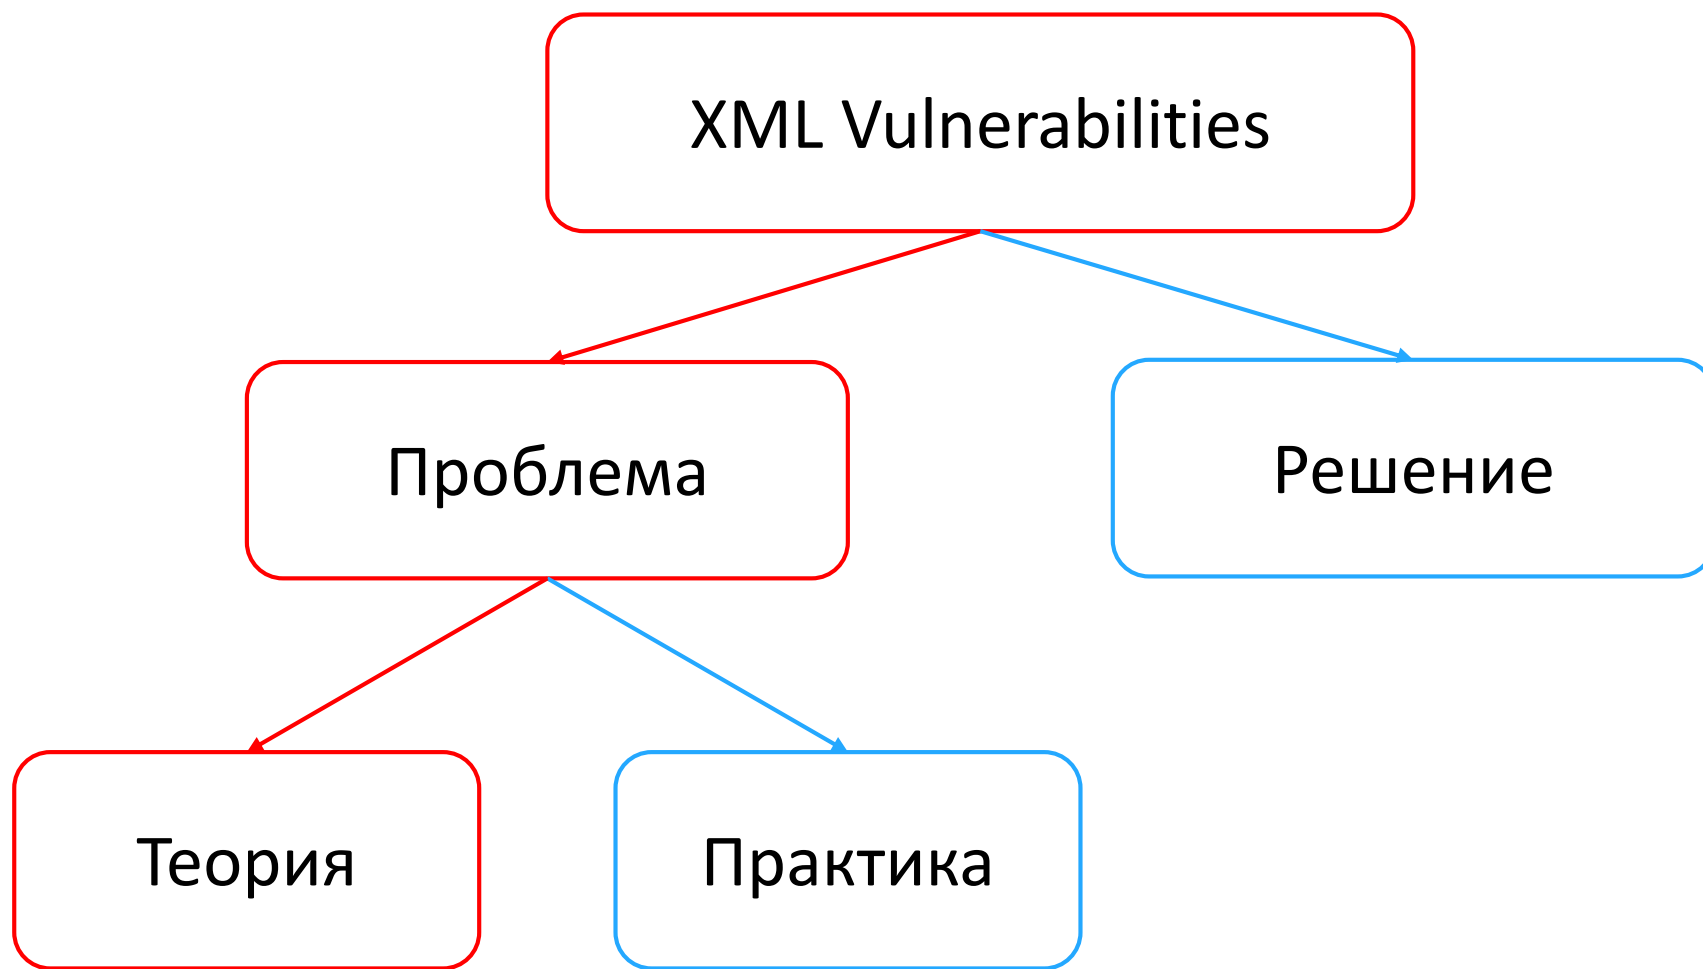 XML Vulnerabilities
Проблема
Решение
Теория
Практика